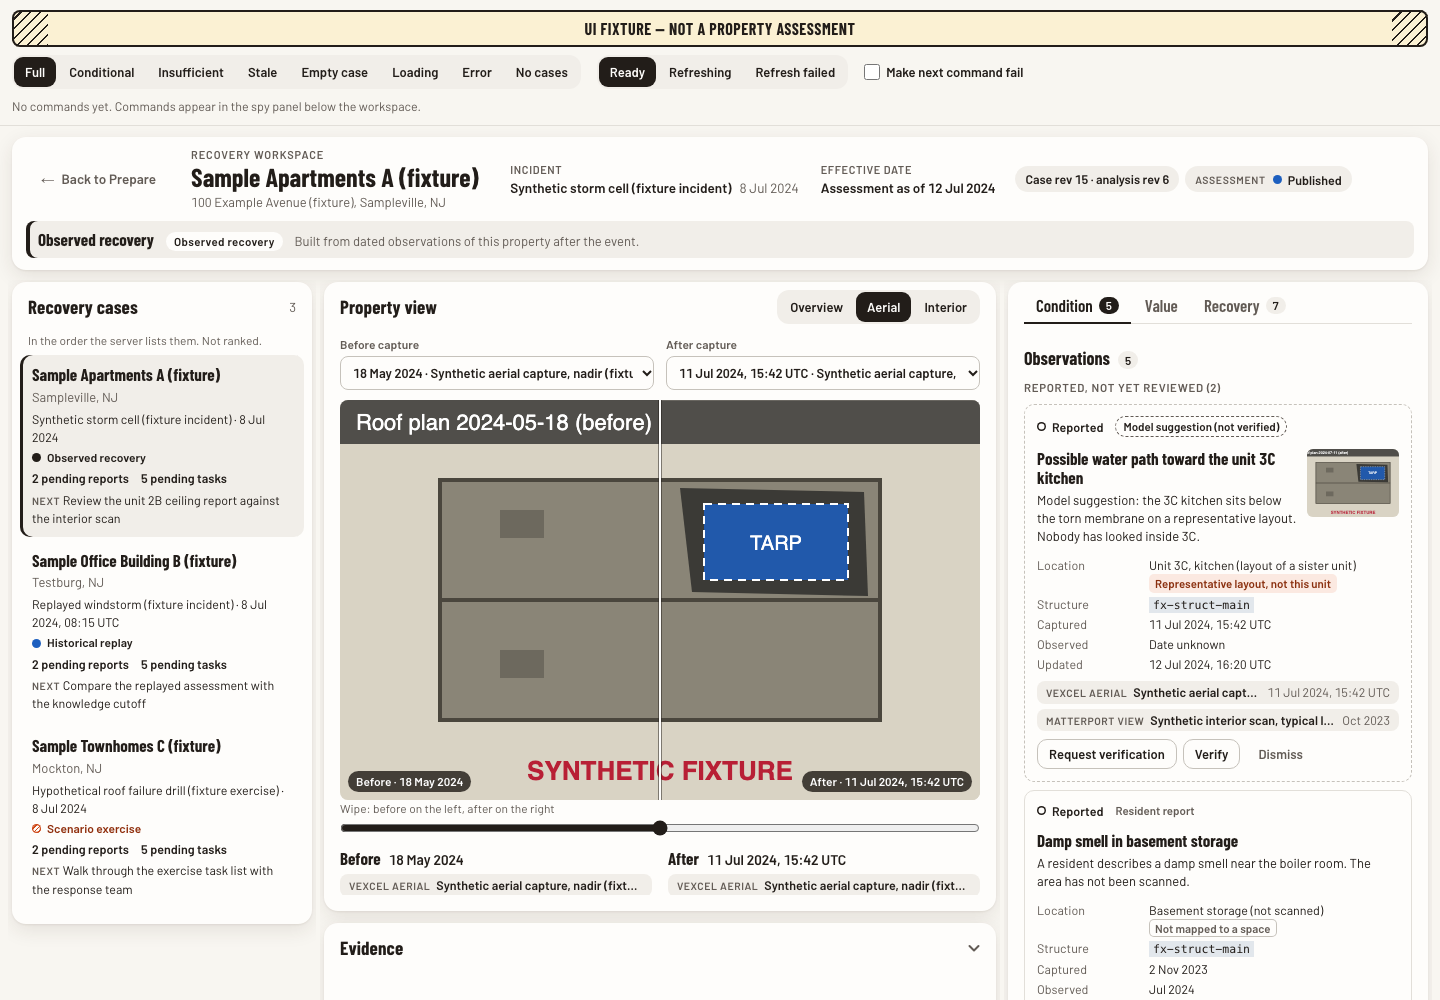 UI FIXTURE — NOT A PROPERTY ASSESSMENT
Full Conditional Insufficient Stale Empty case Loading Error No cases Ready Refreshing Refresh failed Make next command fail
No commands yet. Commands appear in the spy panel below the workspace.
← Back to Prepare
RECOVERY WORKSPACE
Sample Apartments A (fixture)
100 Example Avenue (fixture), Sampleville, NJ
INCIDENT
Synthetic storm cell (fixture incident) 8 Jul 2024
EFFECTIVE DATE
Assessment as of 12 Jul 2024
Case rev 15 · analysis rev 6
ASSESSMENT Published
Observed recovery Observed recovery Built from dated observations of this property after the event.
Recovery cases 3
In the order the server lists them. Not ranked.
Sample Apartments A (fixture)
Sampleville, NJ
Synthetic storm cell (fixture incident) · 8 Jul
2024
Observed recovery
2 pending reports 5 pending tasks
NEXT Review the unit 2B ceiling report against
the interior scan
Sample Office Building B (fixture)
Testburg, NJ
Replayed windstorm (fixture incident) · 8 Jul
2024, 08:15 UTC
Historical replay
2 pending reports 5 pending tasks
NEXT Compare the replayed assessment with
the knowledge cutoff
Sample Townhomes C (fixture)
Mockton, NJ
Hypothetical roof failure drill (fixture exercise) ·
8 Jul 2024
Scenario exercise
2 pending reports 5 pending tasks
NEXT Walk through the exercise task list with
the response team
Property view
Overview Aerial Interior
Before capture
18 May 2024 · Synthetic aerial capture, nadir (fixtu
After capture
11 Jul 2024, 15:42 UTC · Synthetic aerial capture,
Roof plan 2024-05-18 (before)
TARP
SYNTHETIC FIXTURE
Before · 18 May 2024
After · 11 Jul 2024, 15:42 UTC
Wipe: before on the left, after on the right
Before 18 May 2024
VEXCEL AERIAL Synthetic aerial capture, nadir (fixt…
After 11 Jul 2024, 15:42 UTC
VEXCEL AERIAL Synthetic aerial capture, nadir (fixt…
Evidence
Condition 5 Value Recovery 7
Observations 5
REPORTED, NOT YET REVIEWED (2)
Reported Model suggestion (not verified)
Possible water path toward the unit 3C
kitchen
Model suggestion: the 3C kitchen sits below
the torn membrane on a representative layout.
Nobody has looked inside 3C.
TARP
SYNTHETIC FIXTURE
Location Unit 3C, kitchen (layout of a sister unit)
Representative layout, not this unit
Structure fx-struct-main
Captured 11 Jul 2024, 15:42 UTC
Observed Date unknown
Updated 12 Jul 2024, 16:20 UTC
VEXCEL AERIAL Synthetic aerial capt… 11 Jul 2024, 15:42 UTC
MATTERPORT VIEW Synthetic interior scan, typical l… Oct 2023
Request verification Verify Dismiss
Reported Resident report
Damp smell in basement storage
A resident describes a damp smell near the boiler room. The
area has not been scanned.
Location Basement storage (not scanned)
Not mapped to a space
Structure fx-struct-main
Captured 2 Nov 2023
Observed Jul 2024